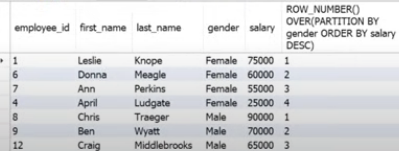 employee_id first_name last_name gender salary ROW_NUMBER()
OVER(PARTITION BY
gender ORDER BY salary
DESC)
1 Leslie Knope Female 75000 1
6 Donna Meagle Female 60000 2
7 Ann Perkins Female 55000 3
4 April Ludgate Female 25000 4
8 Chris Traeger Male 90000 1
9 Ben Wyatt Male 70000 2
12 Craig Middlebrooks Male 65000 3